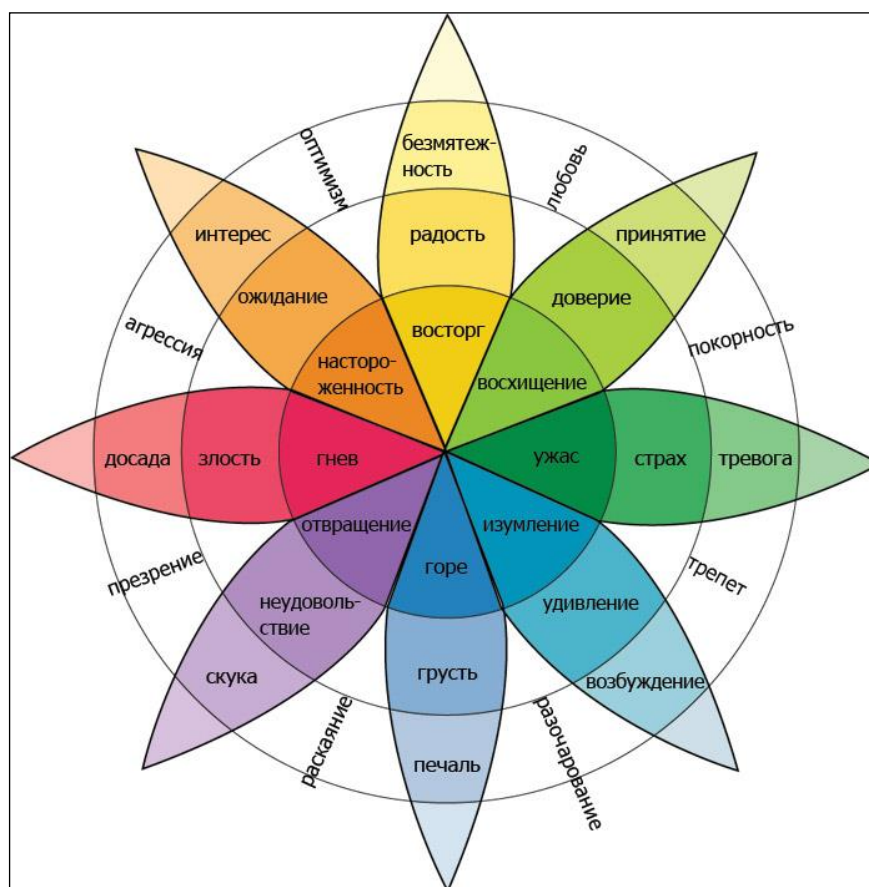 оптимизм
безмятеж-
ность
любовь
интерес
радость
принятие
ожидание
доверие
агрессия
насторо-
женность
восторг
восхищение
покорность
досада
злость
гнев
ужас
страх
тревога
отвращение
изумление
презрение
неудоволь-
ствие
горе
удивление
трепет
скука
грусть
возбуждение
раскаяние
печаль
разочарование